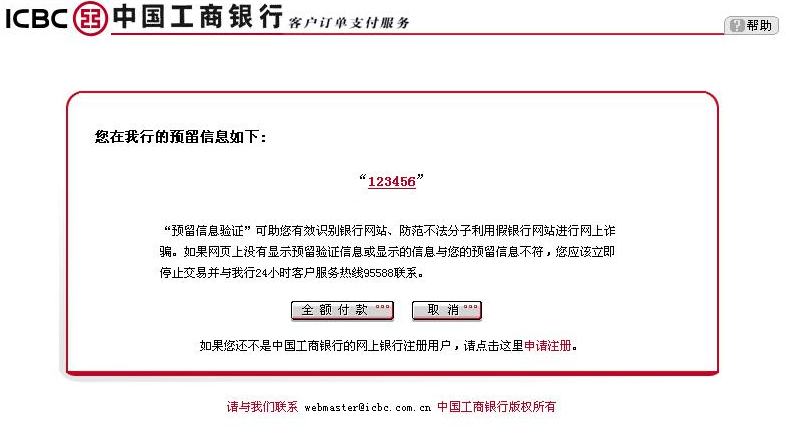 ICBC 中国工商银行 客户订单支付服务
? 帮助
您在我行的预留信息如下：
“123456”
“预留信息验证”可助您有效识别银行网站、防范不法分子利用假银行网站进行网上诈
骗。如果网页上没有显示预留验证信息或显示的信息与您的预留信息不符，您应该立即
停止交易并与我行24小时客户服务热线95588联系。
全额付款 取消
如果您还不是中国工商银行的网上银行注册用户，请点击这里申请注册。
请与我们联系 webmaster@icbc.com.cn 中国工商银行版权所有